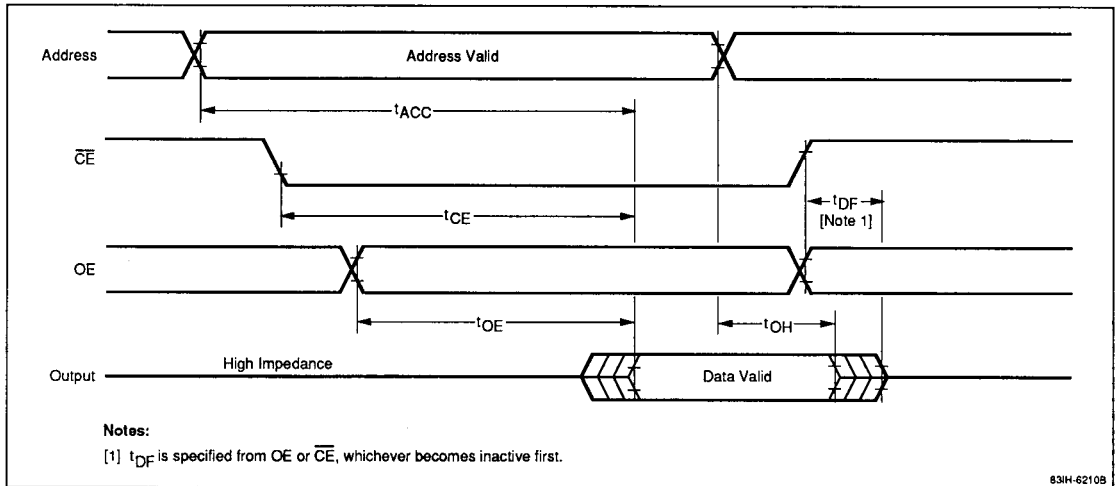 Address
Address Valid
tACC
CE
tCE
tDF
[Note 1]
OE
tOE
tOH
Output
High Impedance
Data Valid
Notes:
[1] tDF is specified from OE or CE, whichever becomes inactive first.
83IH-6210B